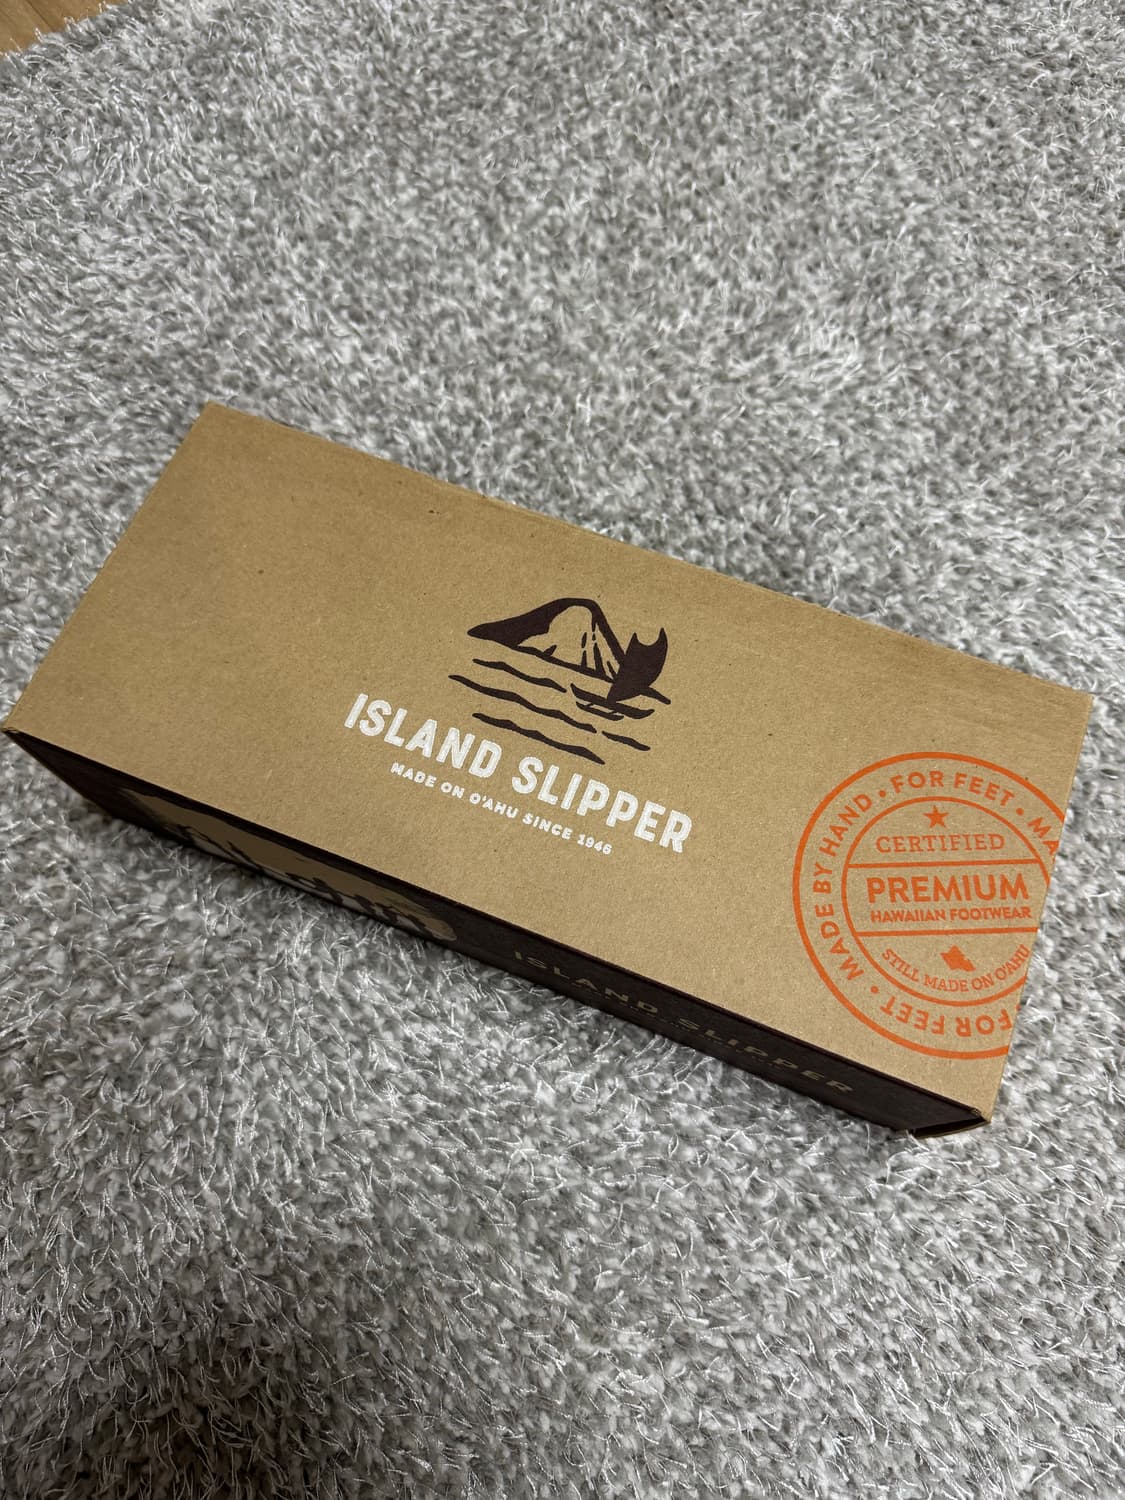 ISLAND SLIPPER
MADE ON O'AHU SINCE 1946
MADE BY HAND • FOR FEET • MA
FOR FEET •
CERTIFIED
PREMIUM
HAWAIIAN FOOTWEAR
STILL MADE ON O'AHU
ISLAND SLIPPER